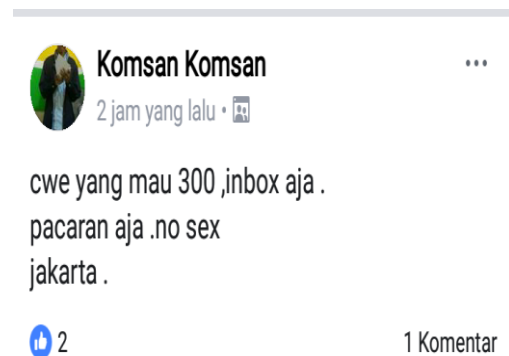 Komsan Komsan
2 jam yang lalu •
cwe yang mau 300 ,inbox aja .
pacaran aja .no sex
jakarta .
2
1 Komentar